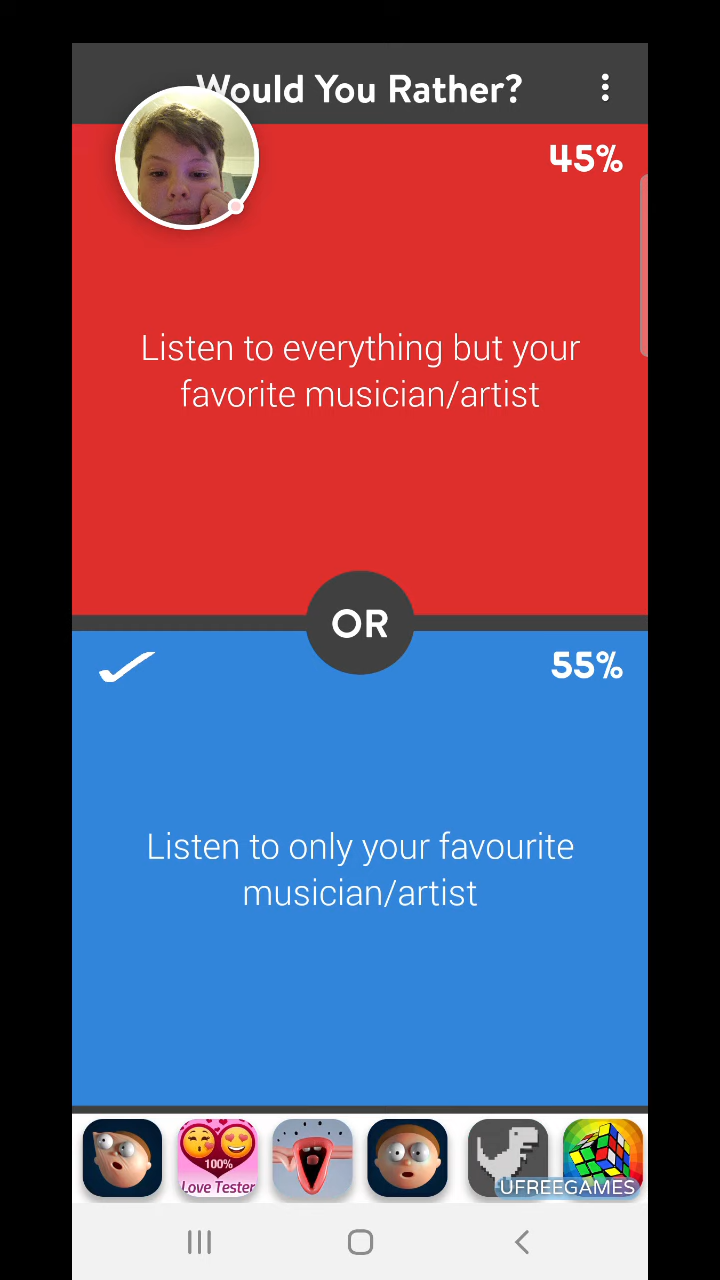 Would You Rather?
45%
Listen to everything but your
favorite musician/artist
OR
55%
Listen to only your favourite
musician/artist
100%
Love Tester
UFREEGAMES